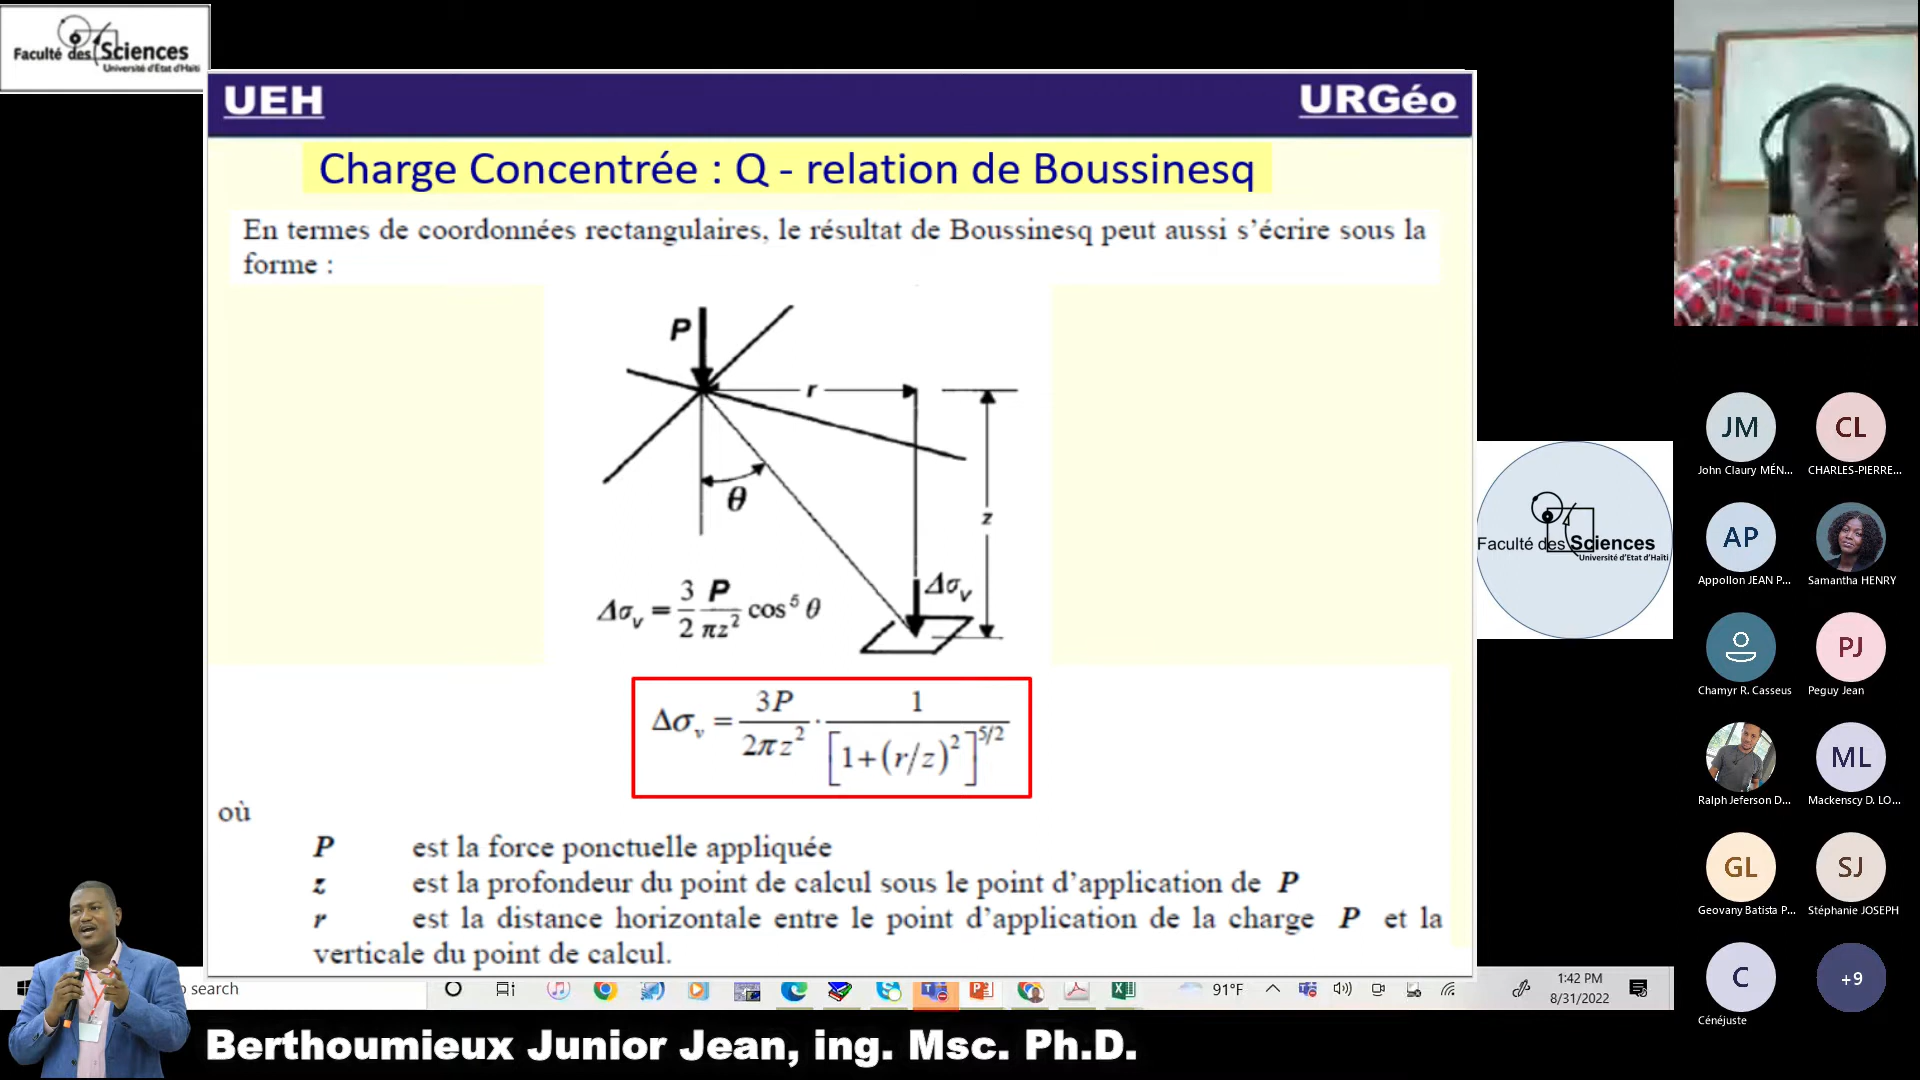 Faculté des Sciences
Université d'Etat d'Haïti
UEH
URGéo
Charge Concentrée : Q - relation de Boussinesq
En termes de coordonnées rectangulaires, le résultat de Boussinesq peut aussi s'écrire sous la
forme :
P
r
θ
z
Δσv
Δσv = 3/2 P/πz² cos⁵ θ
Δσv = 3P/2πz² · 1/[1+(r/z)²]^5/2
où
P est la force ponctuelle appliquée
z est la profondeur du point de calcul sous le point d'application de P
r est la distance horizontale entre le point d'application de la charge P et la
verticale du point de calcul.
Faculté des Sciences
Université d'Etat d'Haïti
JM
John Claury MÉN...
CL
CHARLES-PIERRE...
AP
Appollon JEAN P...
Samantha HENRY
Chamyr R. Casseus
PJ
Peguy Jean
Ralph Jeferson D...
ML
Mackenscy D. LO...
GL
Geovany Batista P...
SJ
Stéphanie JOSEPH
C
Cénéjuste
+9
search
91°F
1:42 PM
8/31/2022
Berthoumieux Junior Jean, ing. Msc. Ph.D.